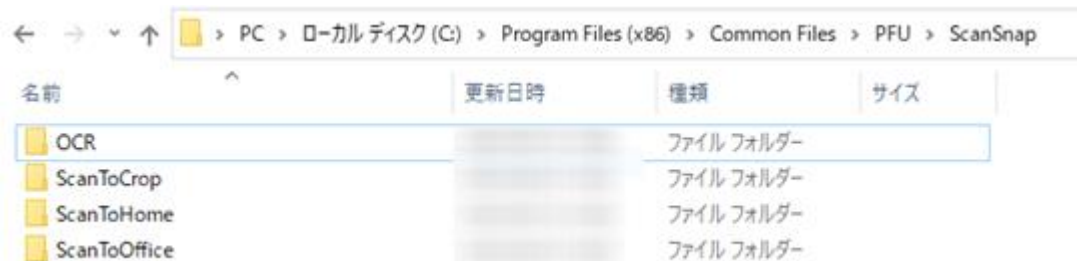 PC › ローカル ディスク (C:) › Program Files (x86) › Common Files › PFU › ScanSnap
名前 更新日時 種類 サイズ
OCR ファイル フォルダー
ScanToCrop ファイル フォルダー
ScanToHome ファイル フォルダー
ScanToOffice ファイル フォルダー